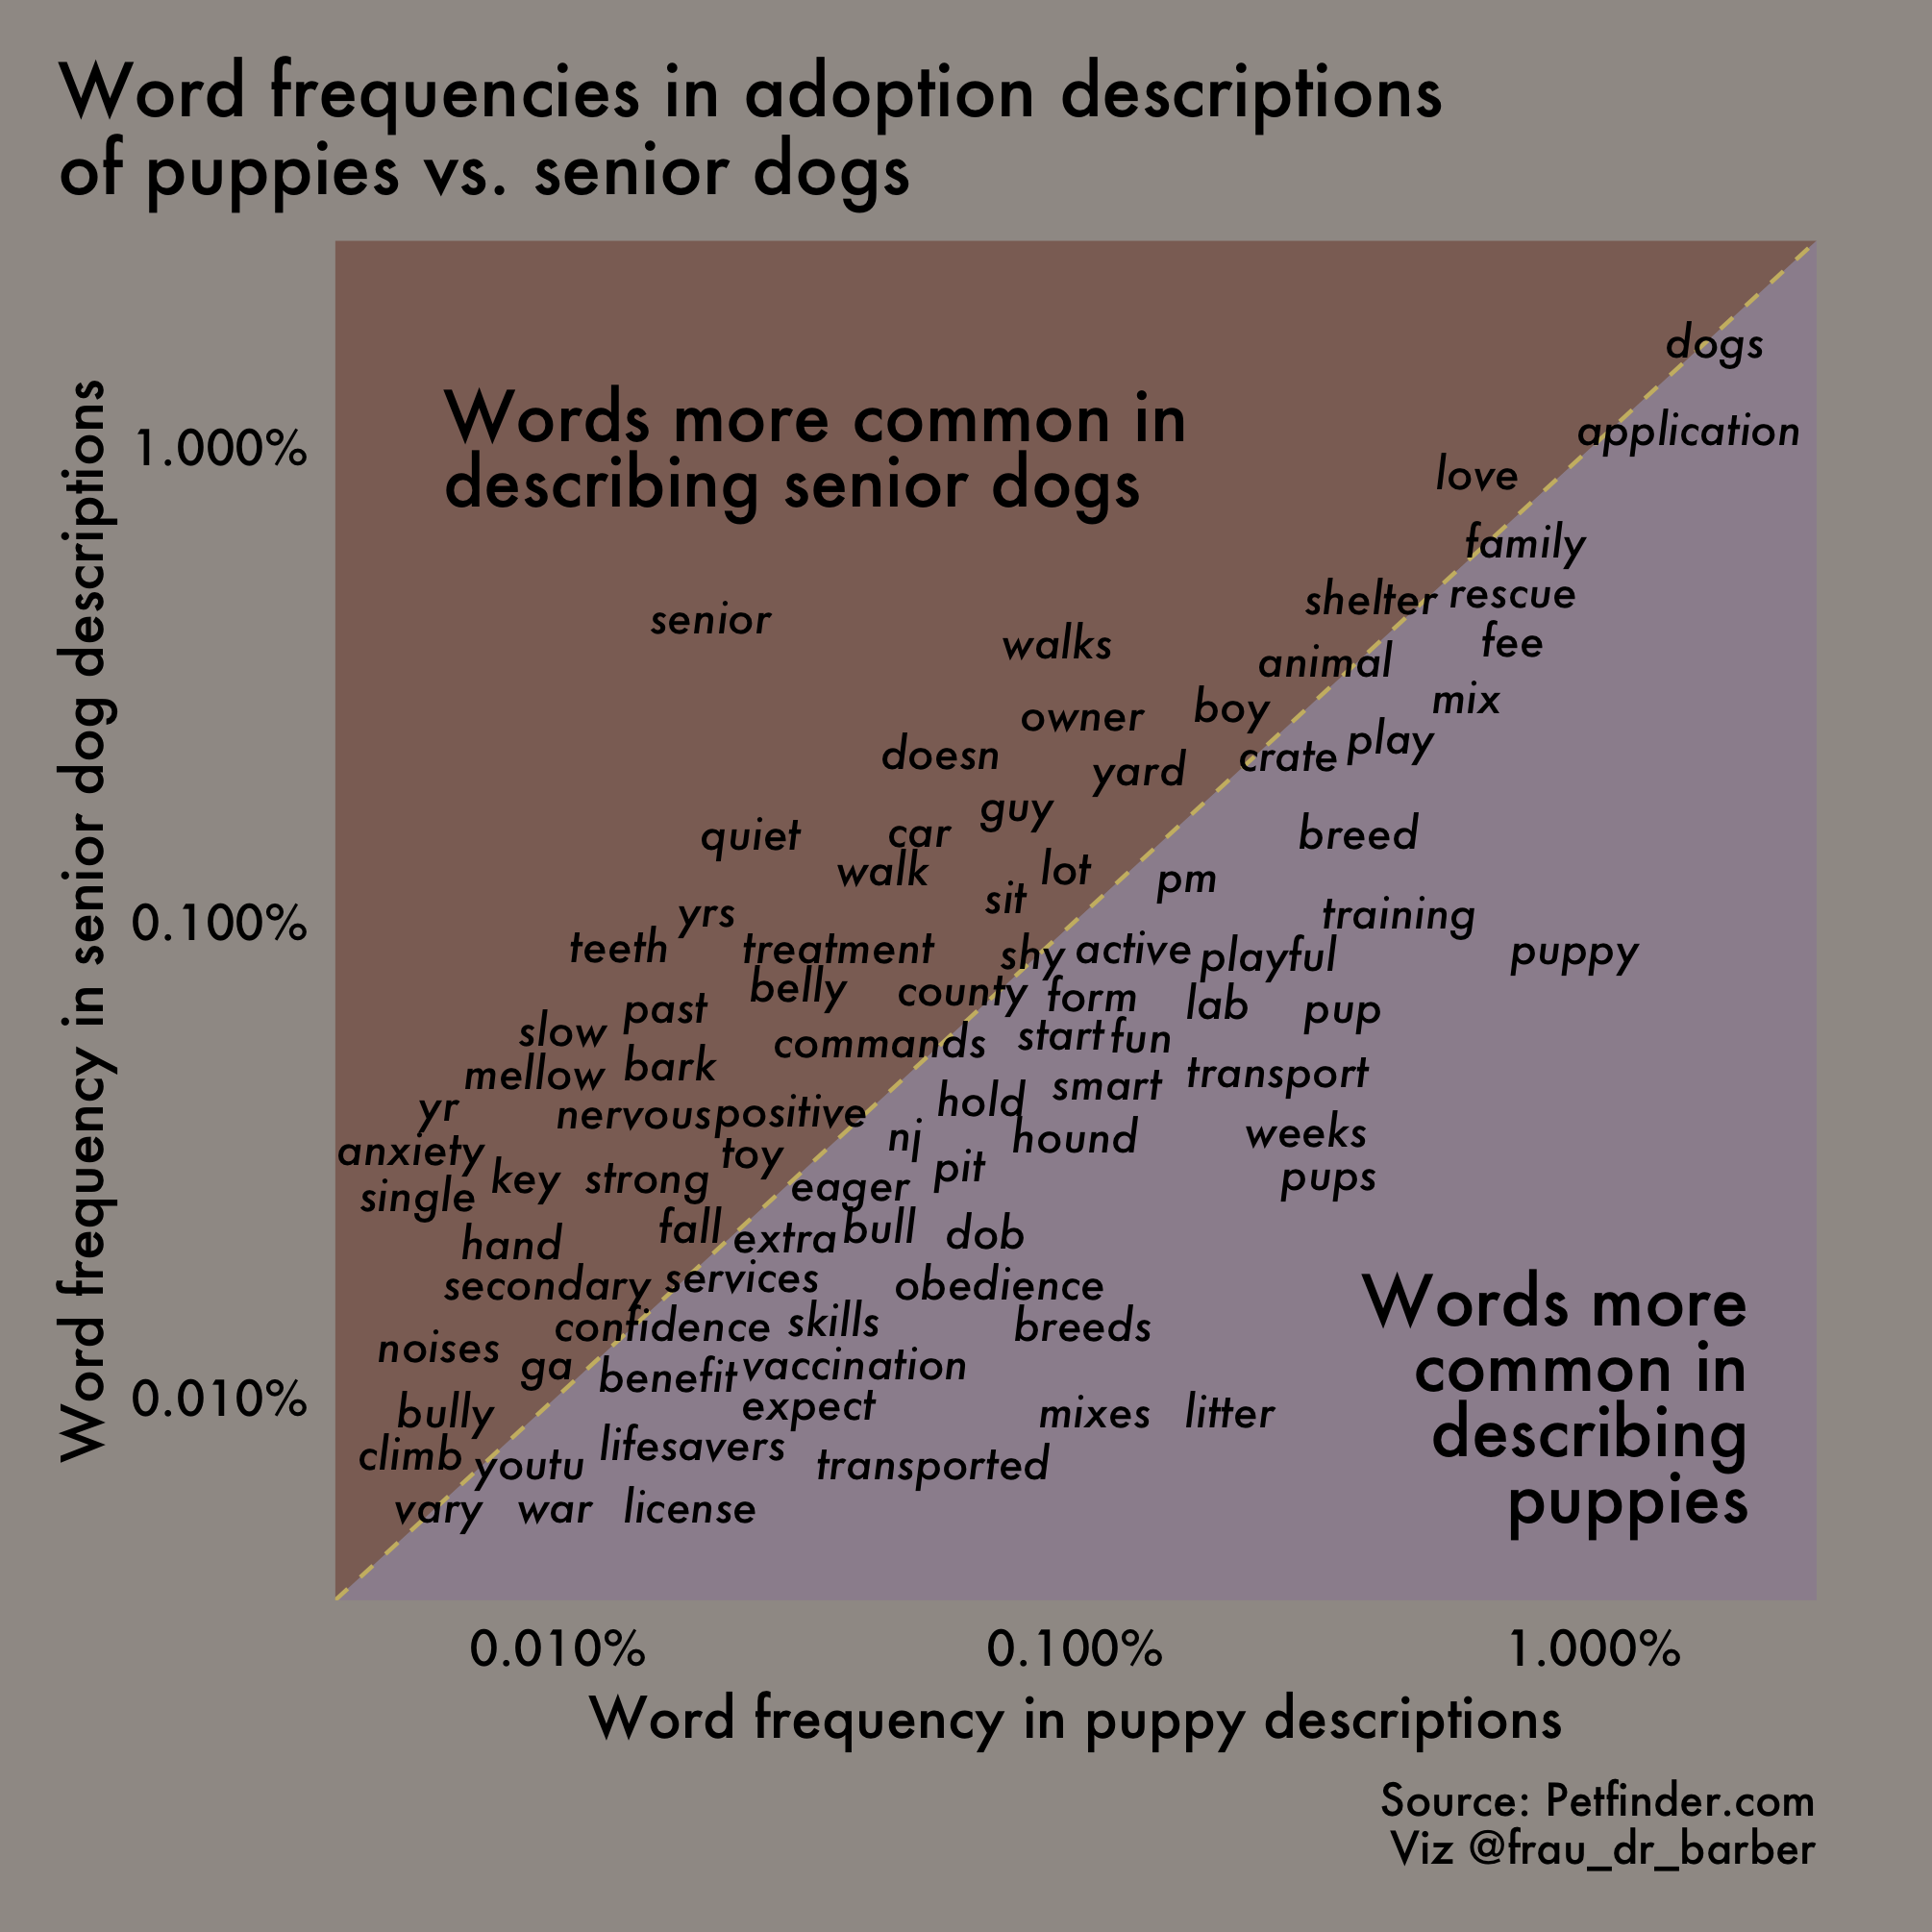 Word frequencies in adoption descriptions
of puppies vs. senior dogs
Word frequency in senior dog descriptions
1.000%
0.100%
0.010%
Words more common in
describing senior dogs
dogs
application
love
family
shelter rescue
senior
walks
fee
animal
mix
boy
owner
play
doesn
crate
yard
guy
quiet car breed
walk lot pm
sit
yrs training
teeth treatment shy active playful puppy
belly county form lab pup
past
slow commands start fun
mellow bark smart transport
yr nervous positive hold
anxiety toy nj hound weeks
key strong eager pit pups
single
hand fall extra bull dob
secondary services obedience
confidence skills breeds
noises ga benefit vaccination
bully expect mixes litter
climb youtu lifesavers transported
vary war license
Words more
common in
describing
puppies
0.010% 0.100% 1.000%
Word frequency in puppy descriptions
Source: Petfinder.com
Viz @frau_dr_barber